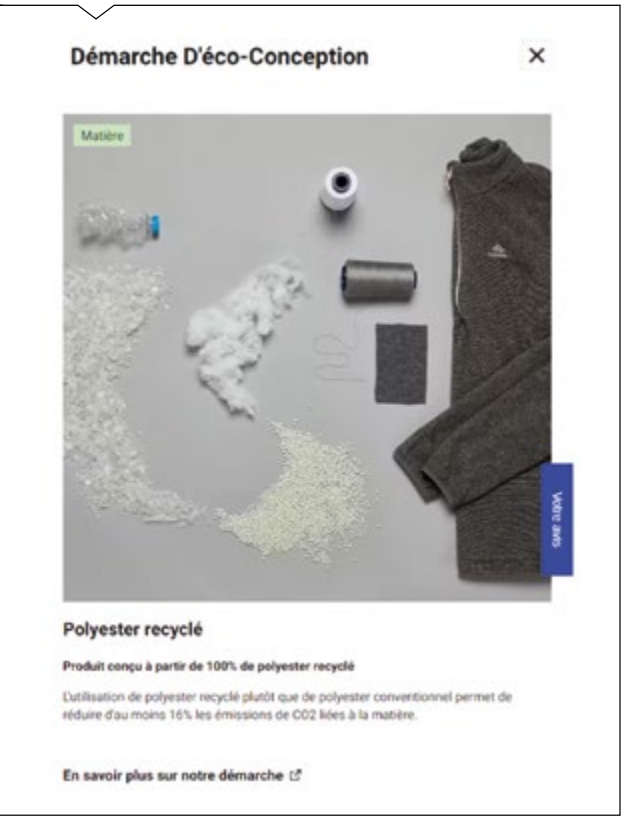 Démarche D'éco-Conception
Matière
Votre avis
Polyester recyclé
Produit conçu à partir de 100% de polyester recyclé
L'utilisation de polyester recyclé plutôt que de polyester conventionnel permet de
réduire d'au moins 16% les émissions de CO2 liées à la matière.
En savoir plus sur notre démarche